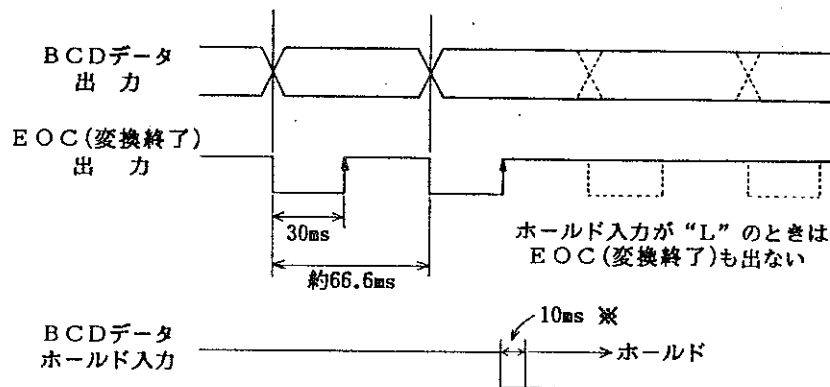 BCDデータ
出 力
EOC(変換終了)
出 力
30ms
約66.6ms
ホールド入力が“L”のときは
EOC(変換終了)も出ない
BCDデータ
ホールド入力
10ms ※
ホールド